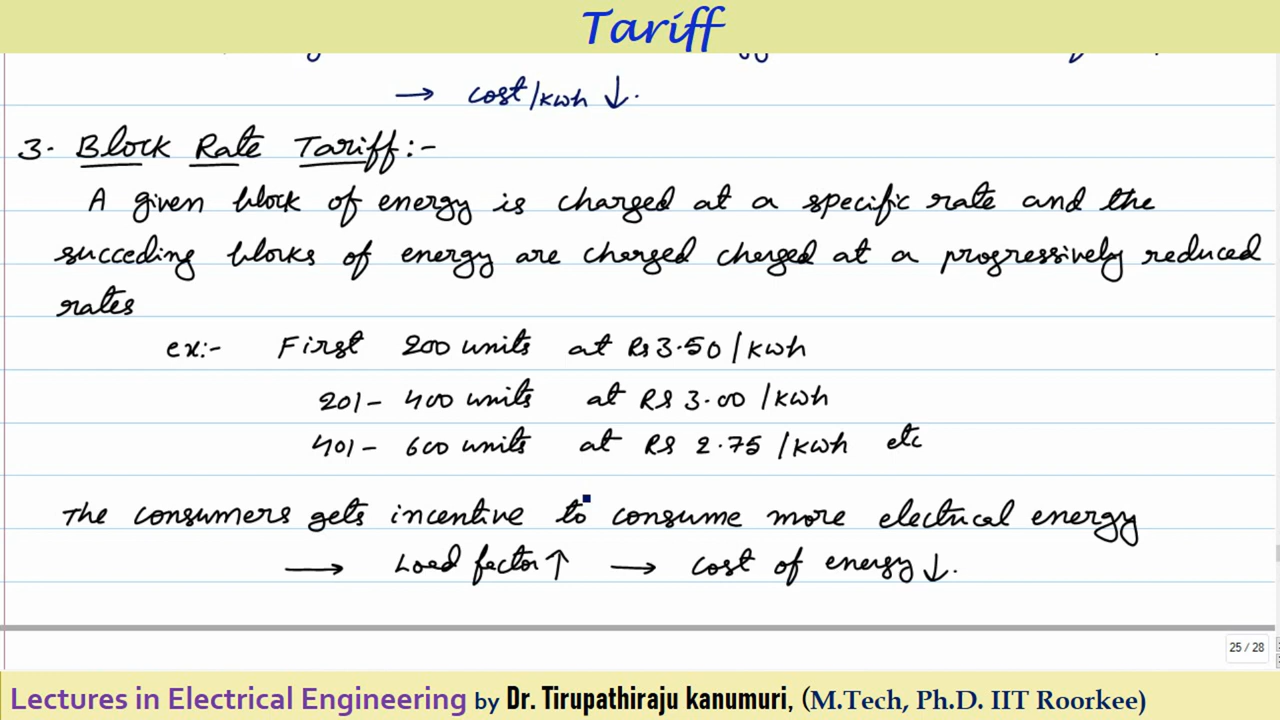 Tariff
→ cost/kwh ↓.
3. Block Rate Tariff:-
A given block of energy is charged at a specific rate and the
succeding blocks of energy are charged charged at a progressively reduced
rates
ex:- First 200 units at Rs 3.50 /kwh
201- 400 units at Rs 3.00 /kwh
401- 600 units at Rs 2.75 /kwh etc
The consumers gets incentive to consume more electrical energy
→ Load factor ↑ → cost of energy ↓.
25 / 28
Lectures in Electrical Engineering by Dr. Tirupathiraju kanumuri, (M.Tech, Ph.D. IIT Roorkee)